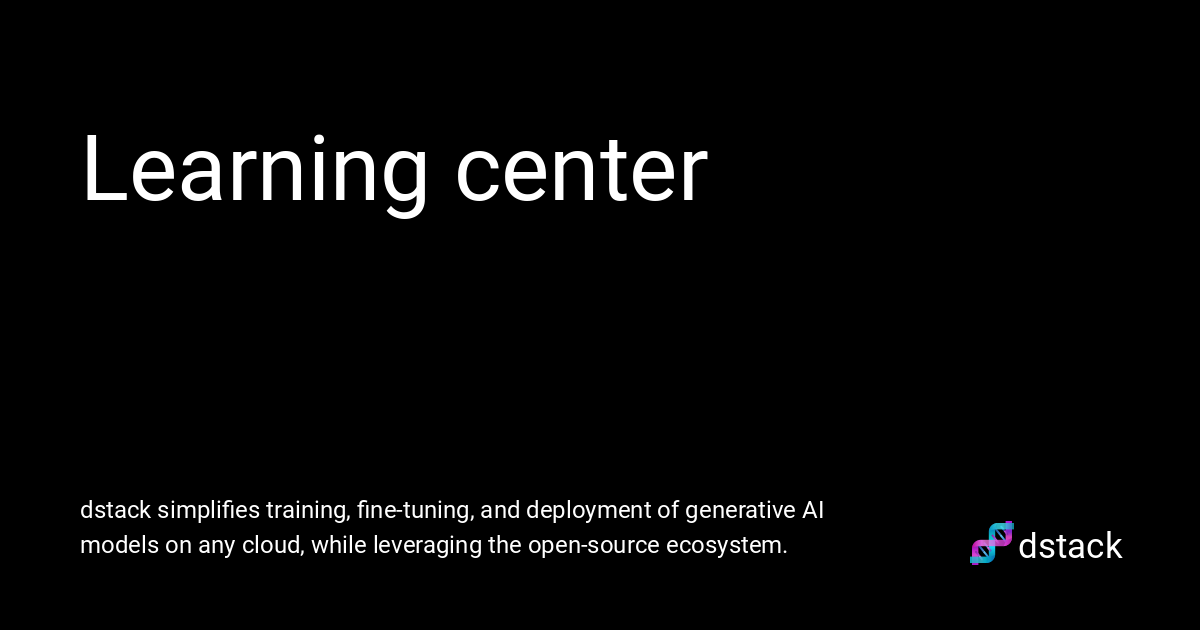 Learning center
dstack simplifies training, fine-tuning, and deployment of generative AI
models on any cloud, while leveraging the open-source ecosystem.
dstack